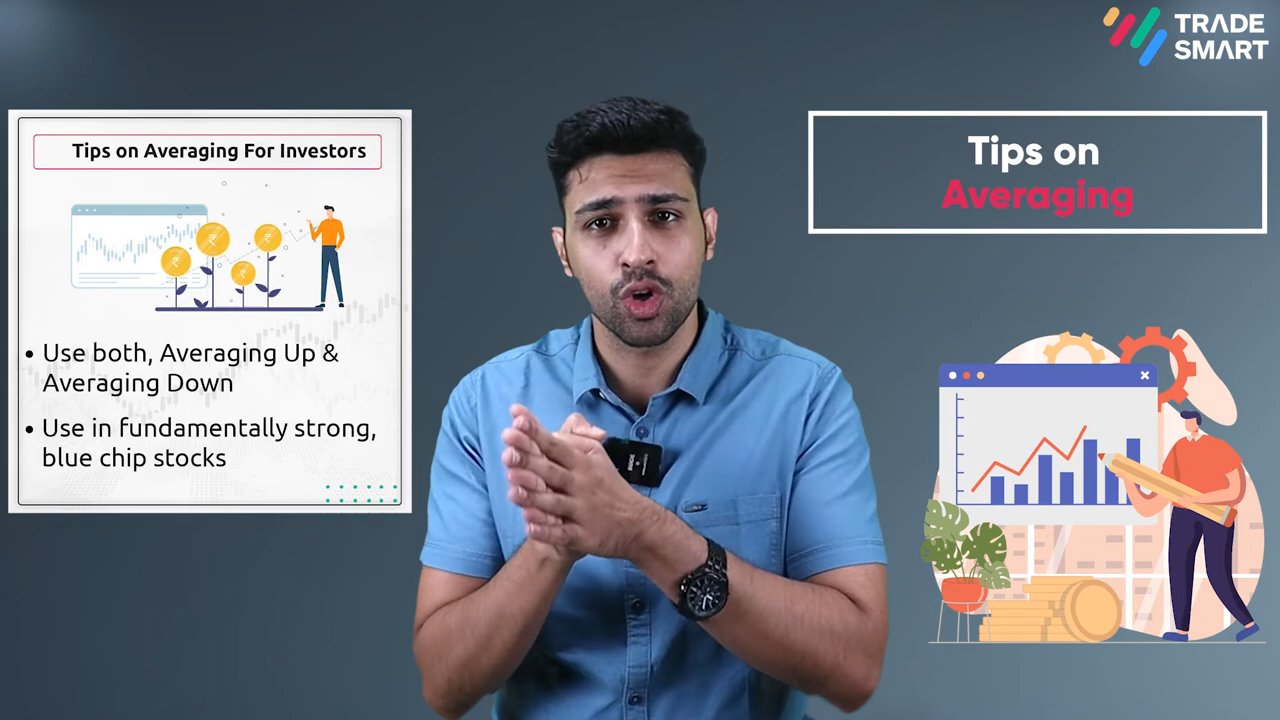 TRADE
SMART
Tips on Averaging For Investors
• Use both, Averaging Up &
Averaging Down
• Use in fundamentally strong,
blue chip stocks
Tips on
Averaging